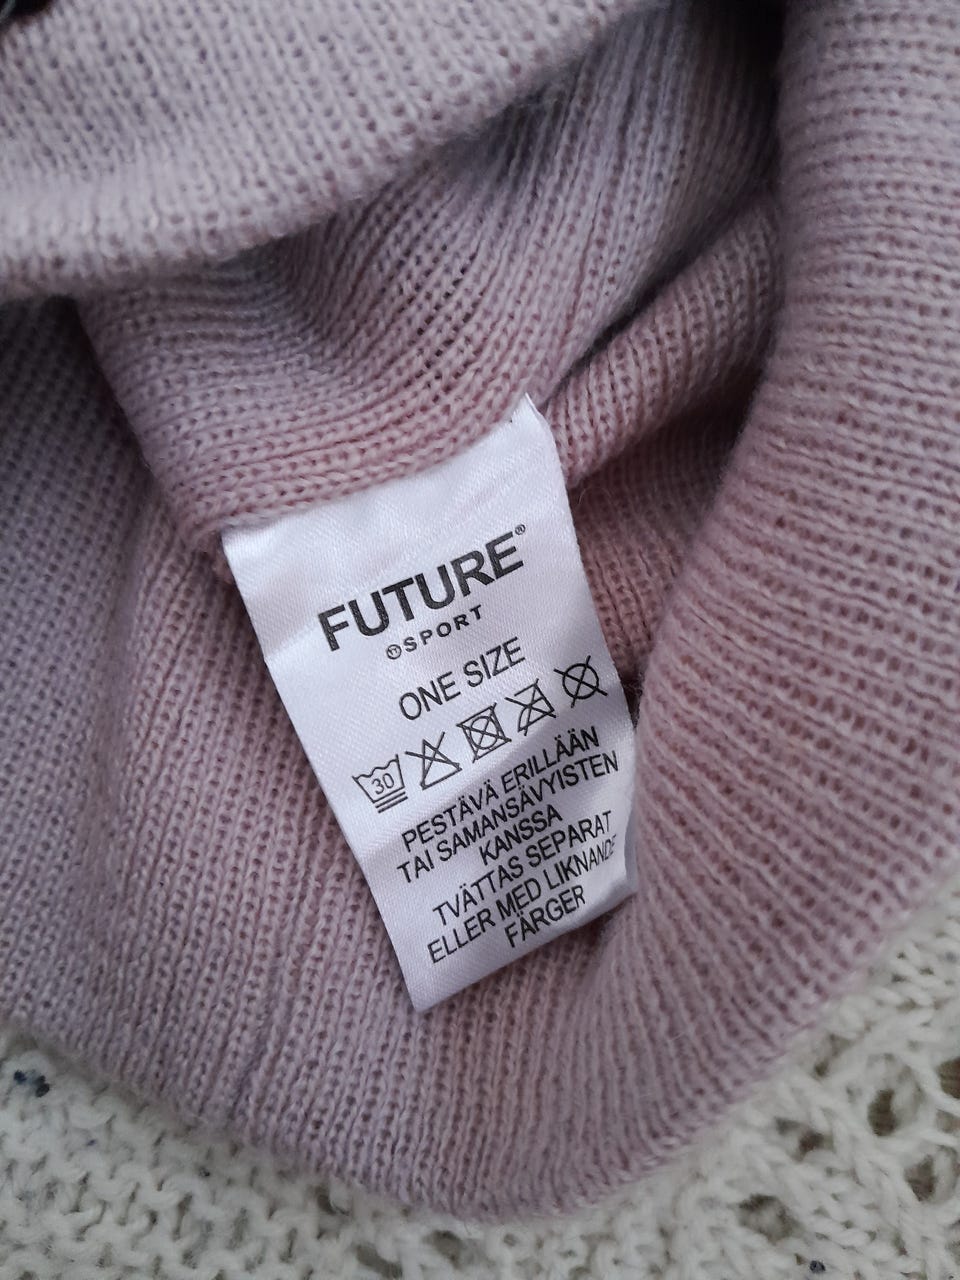 FUTURE®
SPORT
ONE SIZE
30
PESTÄVÄ ERILLÄÄN
TAI SAMANSÄVYISTEN
KANSSA
TVÄTTAS SEPARAT
ELLER MED LIKNANDE
FÄRGER